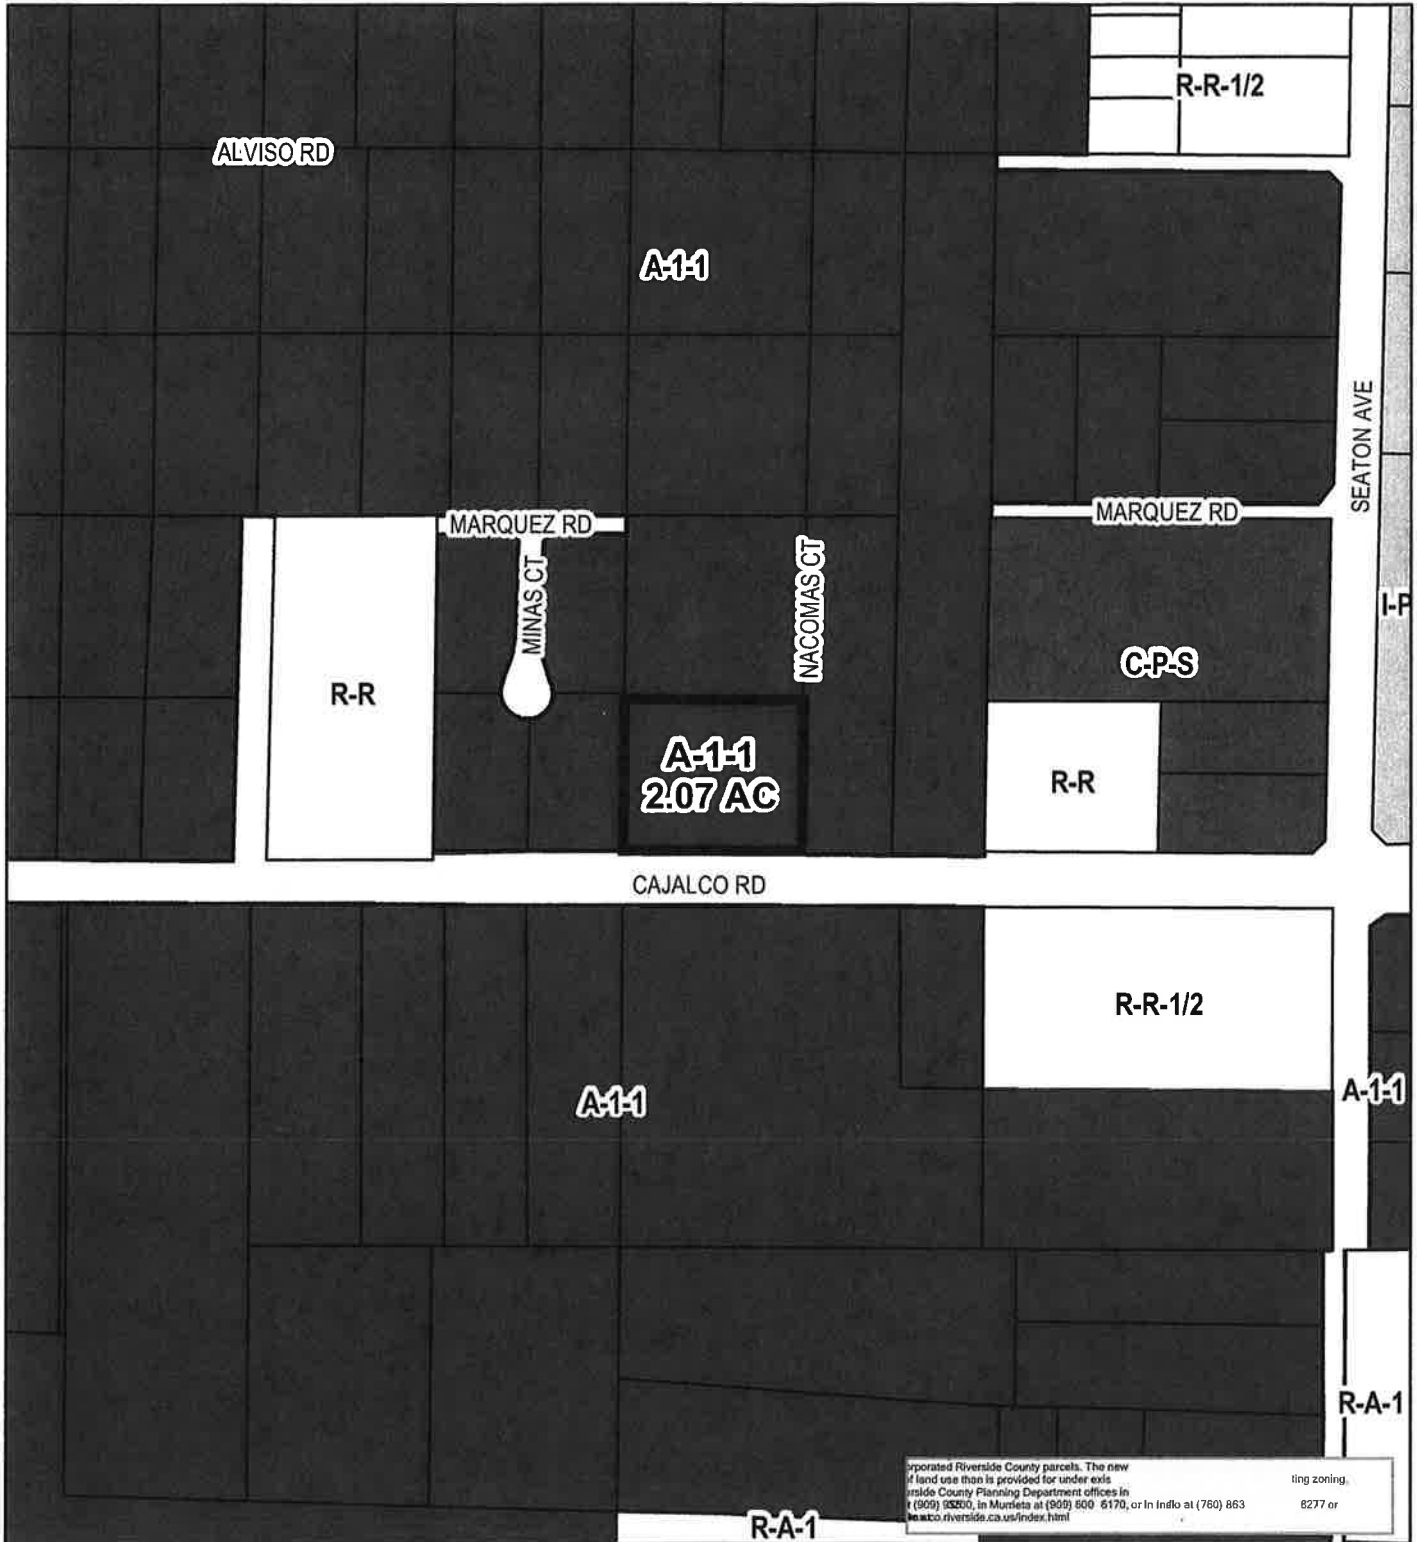 R-R-1/2
ALVISO RD
A-1-1
SEATON AVE
MARQUEZ RD
MARQUEZ RD
MINAS CT
NACOMAS CT
I-P
C-P-S
R-R
A-1-1
2.07 AC
R-R
CAJALCO RD
R-R-1/2
A-1-1
A-1-1
R-A-1
orporated Riverside County parcels. The new
f land use than is provided for under exis ting zoning.
rside County Planning Department offices in
(909) in Murrieta at (909) 600 6170, or in Indio at (760) 863 8277 or
co.riverside.ca.us/index.html
R-A-1